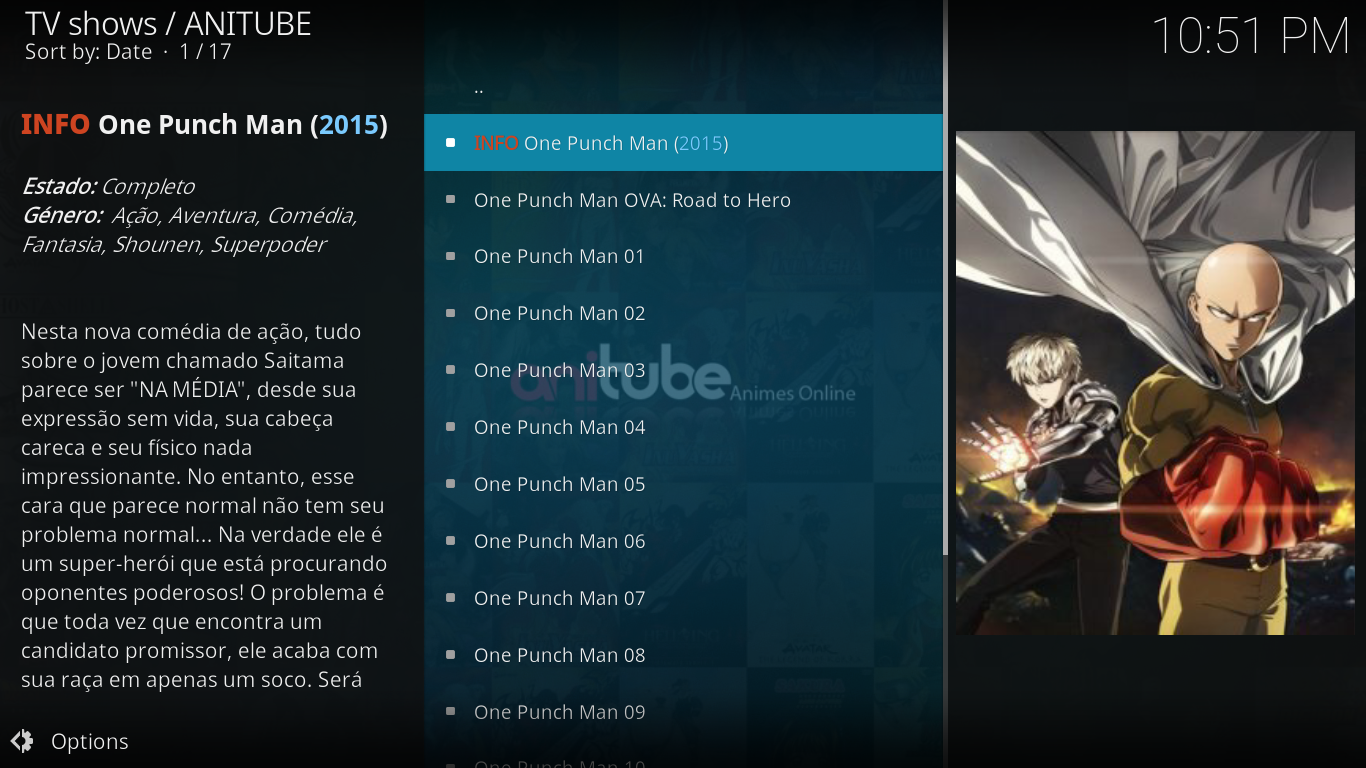 TV shows / ANITUBE
Sort by: Date · 1 / 17
10:51 PM
INFO One Punch Man (2015)
Estado: Completo
Género: Ação, Aventura, Comédia,
Fantasia, Shounen, Superpoder
Nesta nova comédia de ação, tudo
sobre o jovem chamado Saitama
parece ser "NA MÉDIA", desde sua
expressão sem vida, sua cabeça
careca e seu físico nada
impressionante. No entanto, esse
cara que parece normal não tem seu
problema normal... Na verdade ele é
um super-herói que está procurando
oponentes poderosos! O problema é
que toda vez que encontra um
candidato promissor, ele acaba com
sua raça em apenas um soco. Será
Options
..
INFO One Punch Man (2015)
One Punch Man OVA: Road to Hero
One Punch Man 01
One Punch Man 02
One Punch Man 03
One Punch Man 04
One Punch Man 05
One Punch Man 06
One Punch Man 07
One Punch Man 08
One Punch Man 09
One Punch Man 10
anitube Animes Online